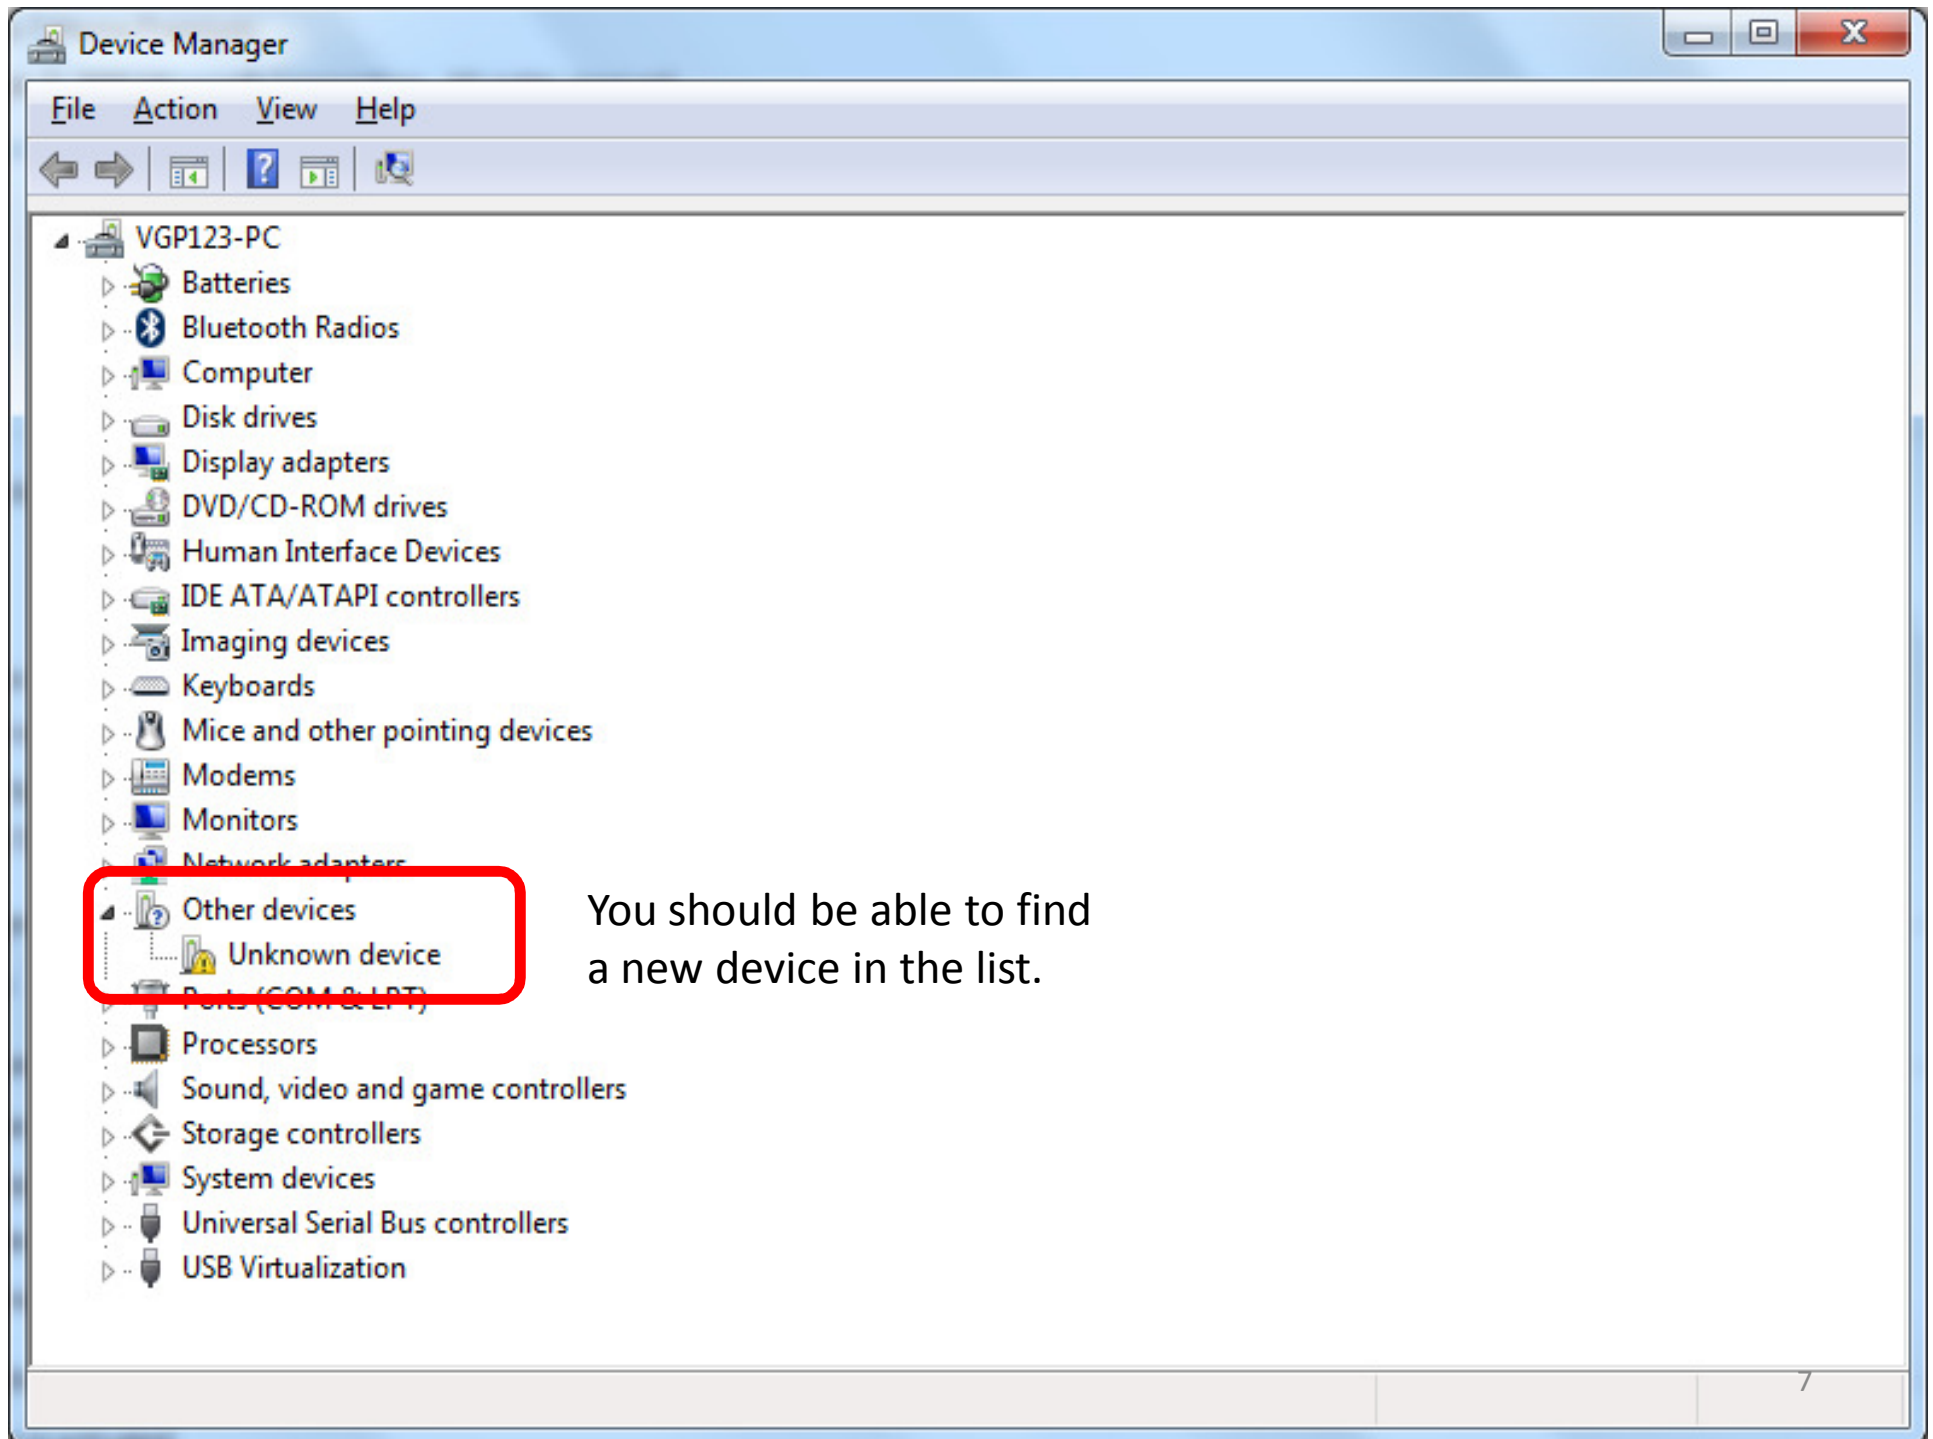 Device Manager
File Action View Help
VGP123-PC
Batteries
Bluetooth Radios
Computer
Disk drives
Display adapters
DVD/CD-ROM drives
Human Interface Devices
IDE ATA/ATAPI controllers
Imaging devices
Keyboards
Mice and other pointing devices
Modems
Monitors
Network adapters
Other devices
Unknown device
You should be able to find
a new device in the list.
Ports (COM & LPT)
Processors
Sound, video and game controllers
Storage controllers
System devices
Universal Serial Bus controllers
USB Virtualization
7